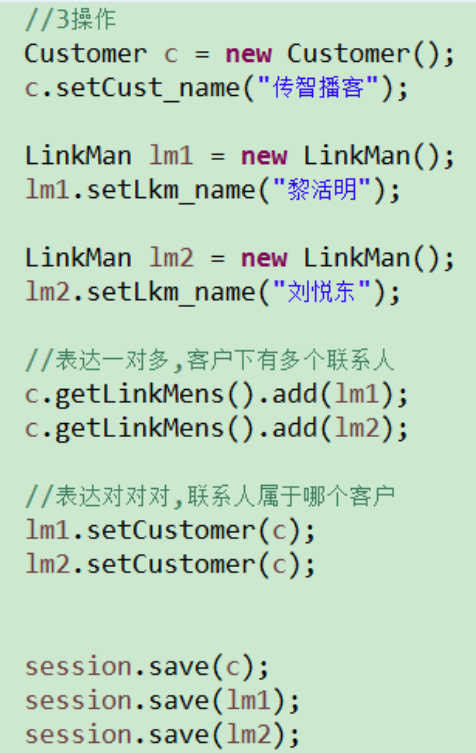 //3操作
Customer c = new Customer();
c.setCust_name("传智播客");
LinkMan lm1 = new LinkMan();
lm1.setLkm_name("黎活明");
LinkMan lm2 = new LinkMan();
lm2.setLkm_name("刘悦东");
//表达一对多,客户下有多个联系人
c.getLinkMens().add(lm1);
c.getLinkMens().add(lm2);
//表达对对对,联系人属于哪个客户
lm1.setCustomer(c);
lm2.setCustomer(c);
session.save(c);
session.save(lm1);
session.save(lm2);